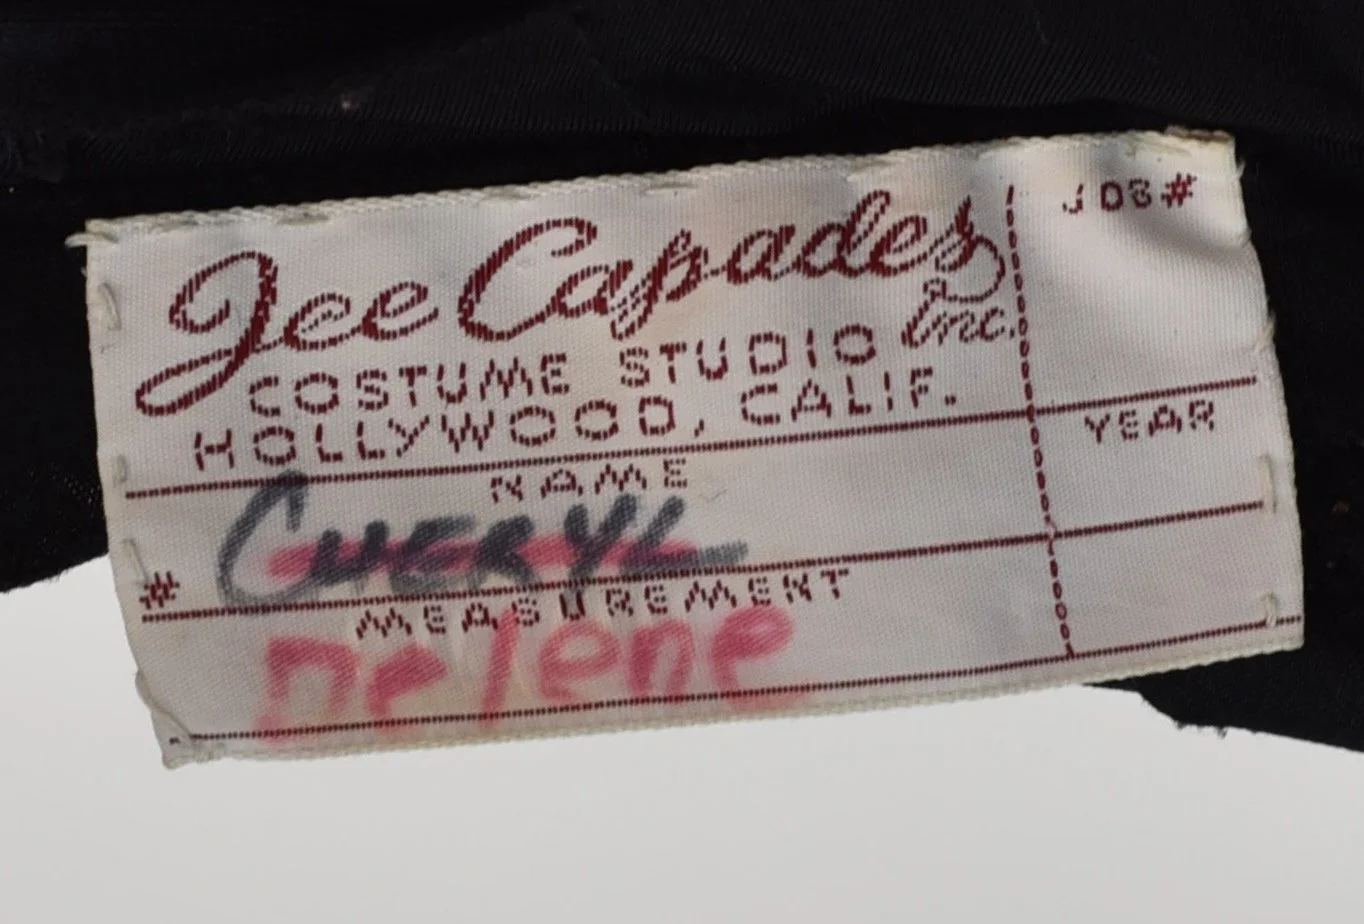 Ice Capades
Inc.
COSTUME STUDIO
HOLLYWOOD, CALIF.
JOB#
YEAR
NAME
# CHERYL
MEASUREMENT
Delene